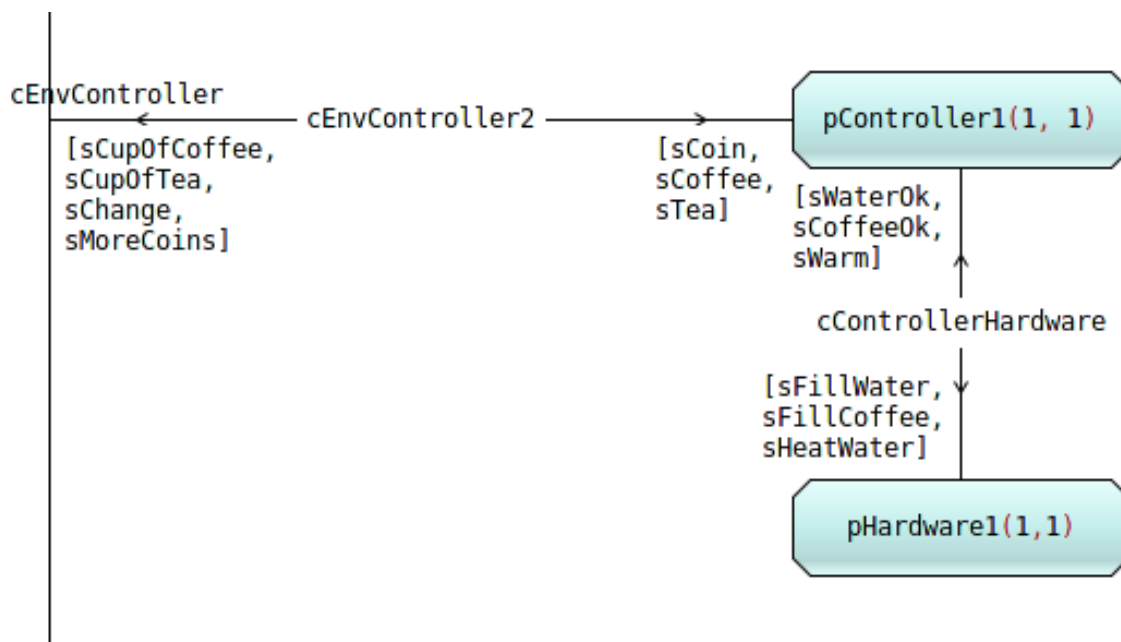 cEnvController
cEnvController2
pController1(1, 1)
[sCupOfCoffee,
sCupOfTea,
sChange,
sMoreCoins]
[sCoin,
sCoffee,
sTea]
[sWaterOk,
sCoffeeOk,
sWarm]
cControllerHardware
[sFillWater,
sFillCoffee,
sHeatWater]
pHardware1(1,1)